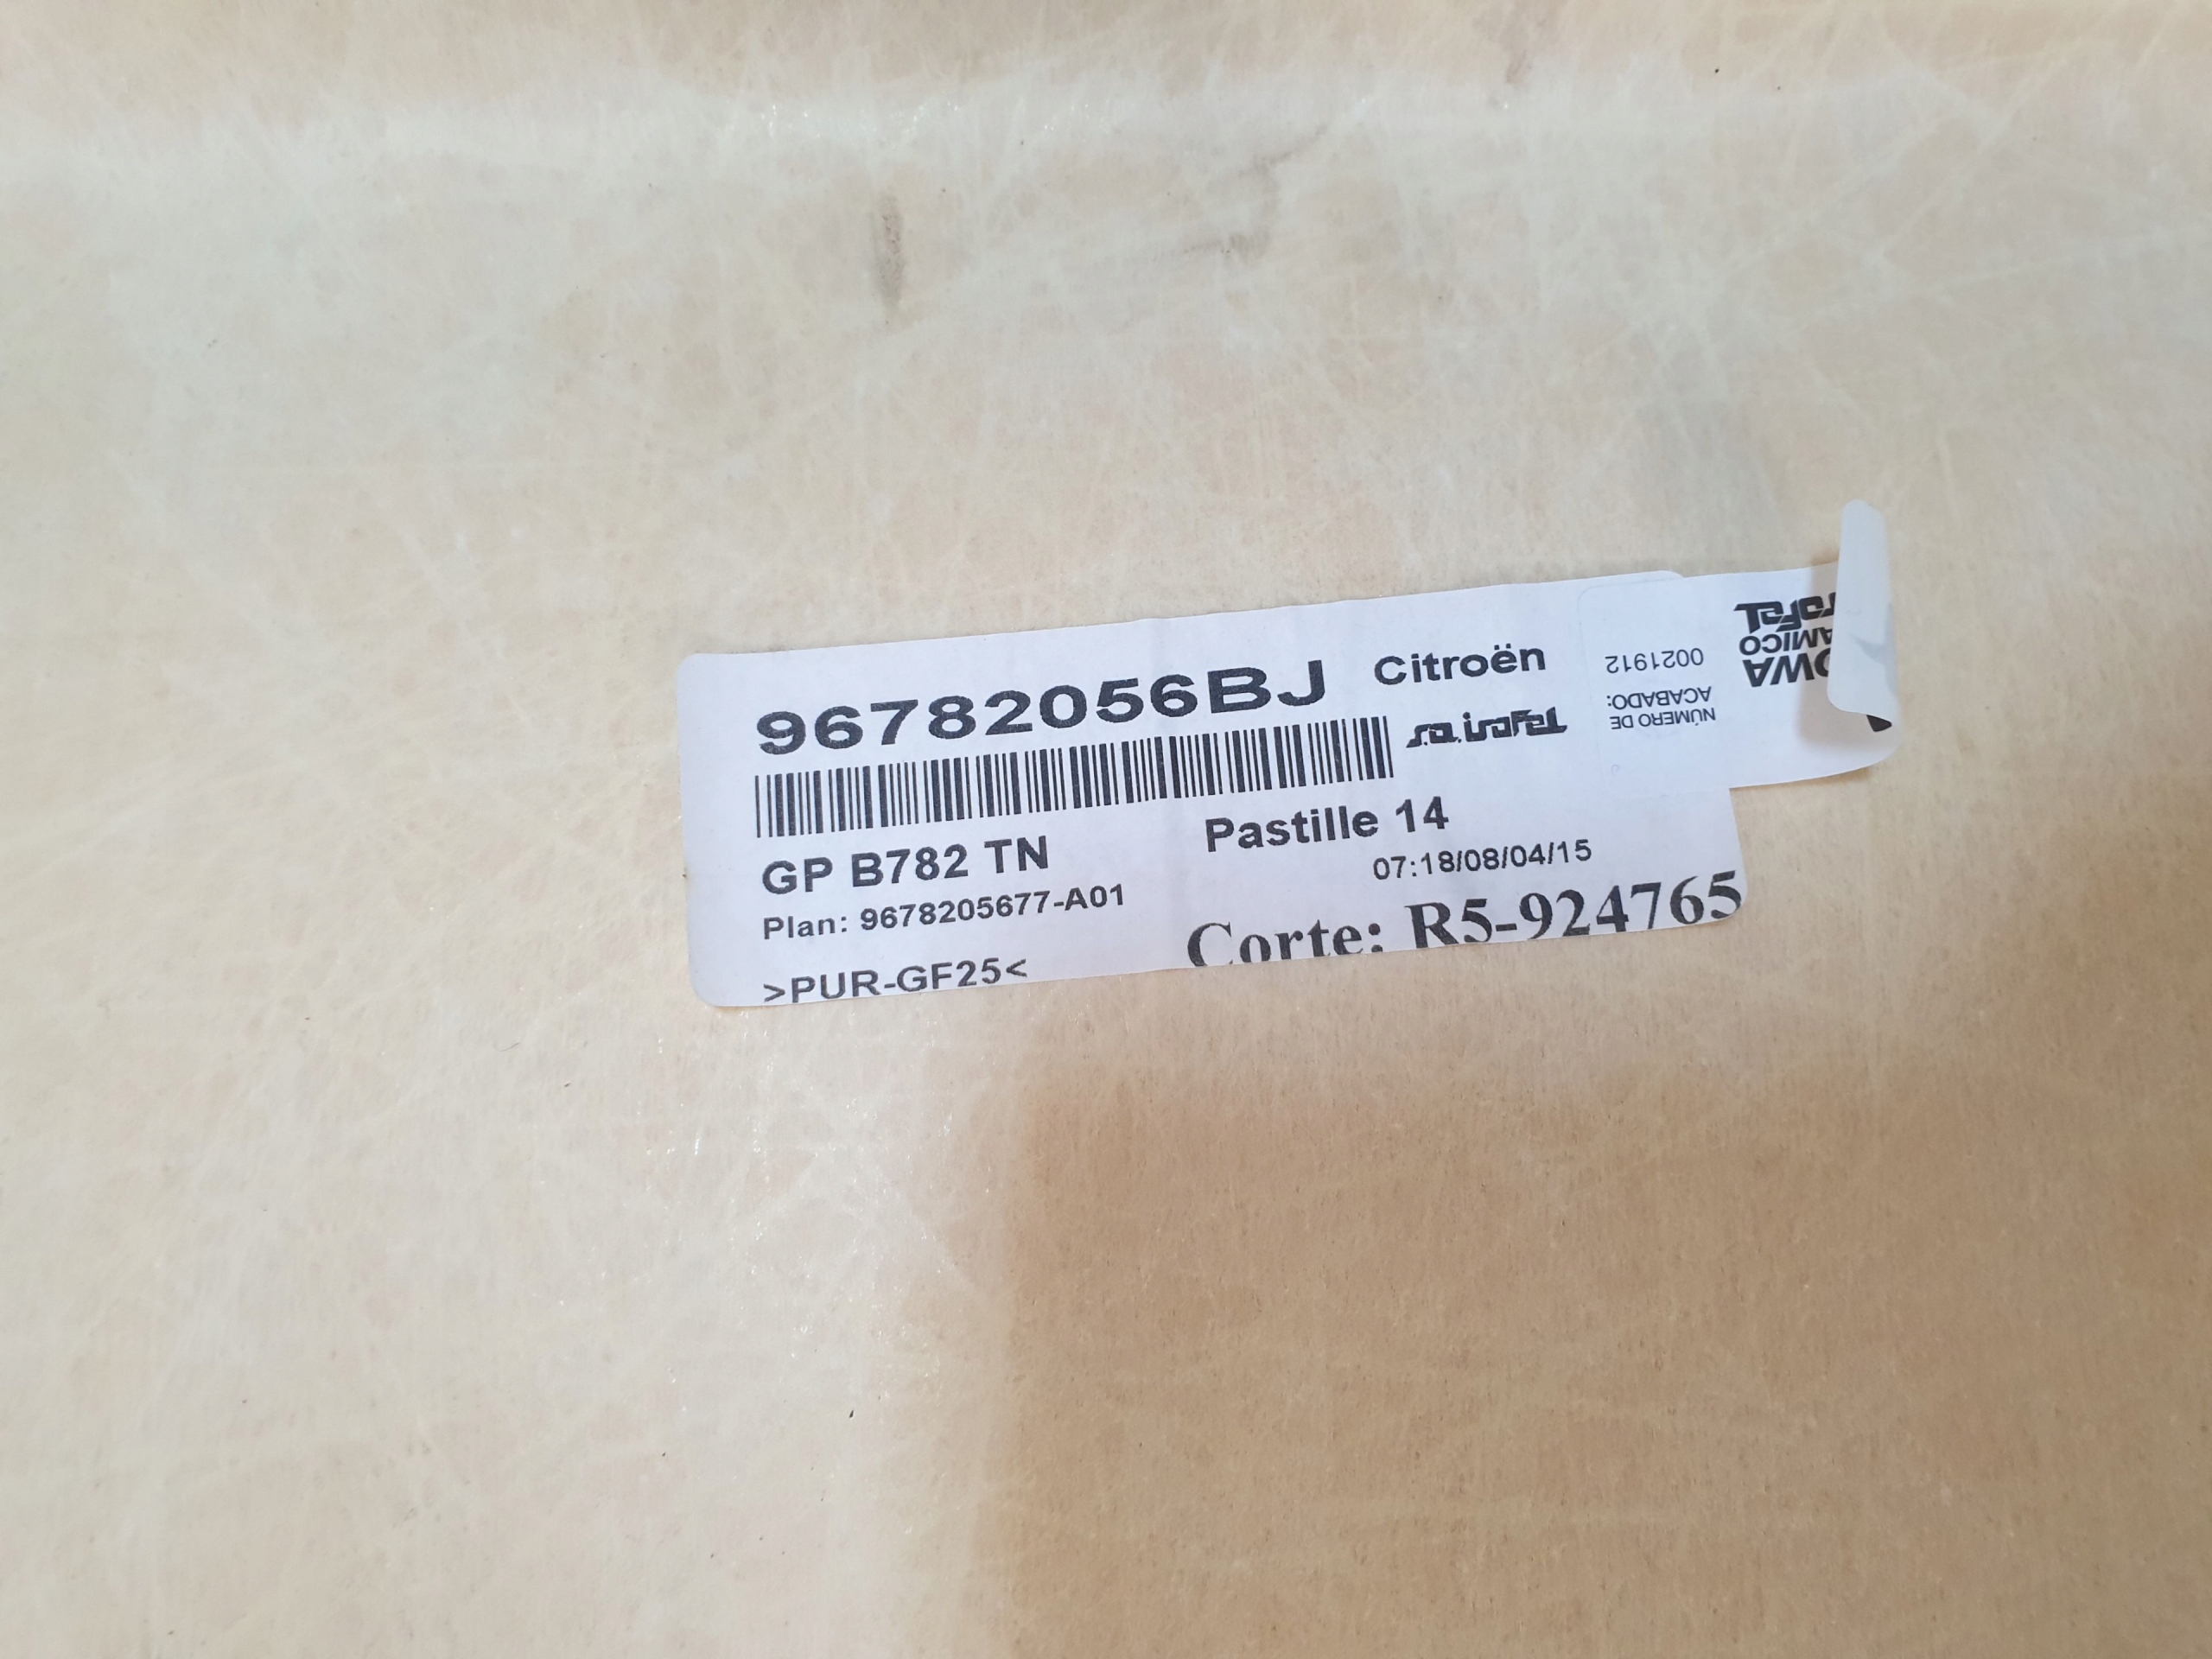 96782056BJ Citroën
s.a. irofel
GP B782 TN Pastille 14
07:18/08/04/15
Plan: 9678205677-A01
Corte: R5-924765
>PUR-GF25<
NÚMERO DE
ACABADO:
0021912